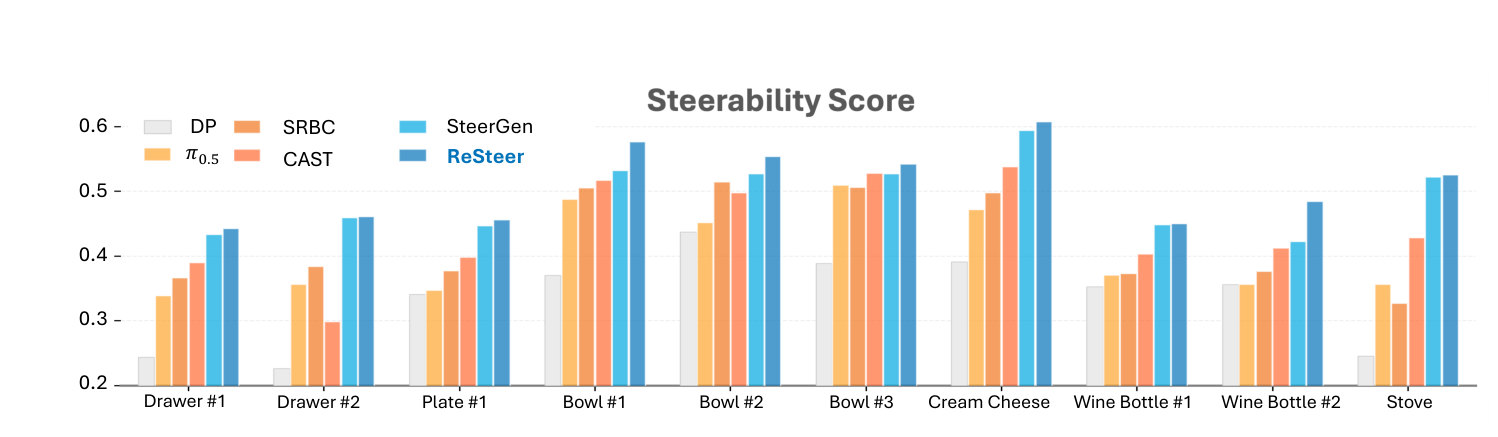 Steerability Score
DP SRBC SteerGen
π0.5 CAST ReSteer
0.6
0.5
0.4
0.3
0.2
Drawer #1 Drawer #2 Plate #1 Bowl #1 Bowl #2 Bowl #3 Cream Cheese Wine Bottle #1 Wine Bottle #2 Stove